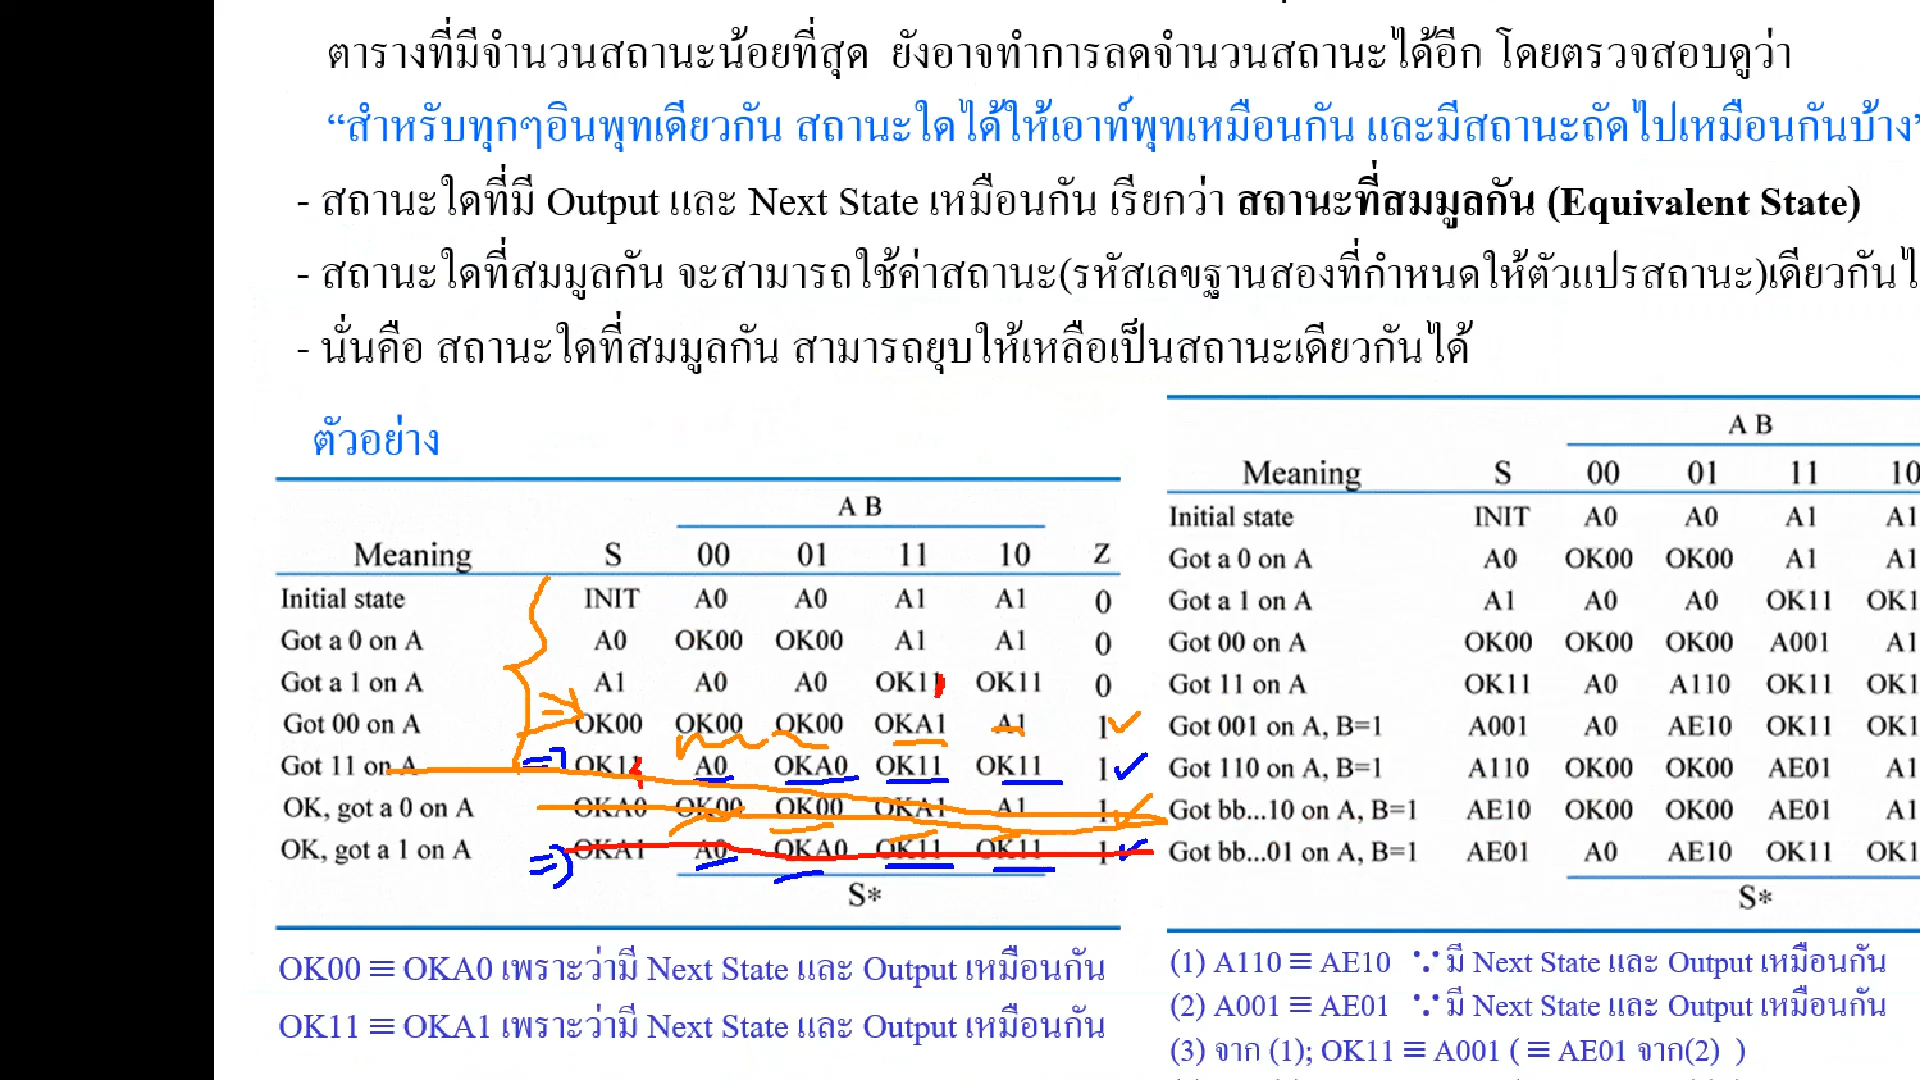 ตารางที่มีจำนวนสถานะน้อยที่สุด ยังอาจทำการลดจำนวนสถานะได้อีก โดยตรวจสอบดูว่า
“สำหรับทุกๆอินพุทเดียวกัน สถานะใดได้ให้เอาท์พุทเหมือนกัน และมีสถานะถัดไปเหมือนกันบ้าง”
- สถานะใดที่มี Output และ Next State เหมือนกัน เรียกว่า สถานะที่สมมูลกัน (Equivalent State)
- สถานะใดที่สมมูลกัน จะสามารถใช้ค่าสถานะ(รหัสเลขฐานสองที่กำหนดให้ตัวแปรสถานะ)เดียวกัน
- นั่นคือ สถานะใดที่สมมูลกัน สามารถยุบให้เหลือเป็นสถานะเดียวกันได้
ตัวอย่าง
A B
Meaning S 00 01 11 10 Z
Initial state INIT A0 A0 A1 A1 0
Got a 0 on A A0 OK00 OK00 A1 A1 0
Got a 1 on A A1 A0 A0 OK11 OK11 0
Got 00 on A OK00 OK00 OK00 OKA1 A1 1
Got 11 on A OK11 A0 OKA0 OK11 OK11 1
OK, got a 0 on A OKA0 OK00 OK00 OKA1 A1 1
OK, got a 1 on A OKA1 A0 OKA0 OK11 OK11 1
S*
OK00 ≡ OKA0 เพราะว่ามี Next State และ Output เหมือนกัน
OK11 ≡ OKA1 เพราะว่ามี Next State และ Output เหมือนกัน
A B
Meaning S 00 01 11 10
Initial state INIT A0 A0 A1 A1
Got a 0 on A A0 OK00 OK00 A1 A1
Got a 1 on A A1 A0 A0 OK11 OK1
Got 00 on A OK00 OK00 OK00 A001 A1
Got 11 on A OK11 A0 A110 OK11 OK1
Got 001 on A, B=1 A001 A0 AE10 OK11 OK1
Got 110 on A, B=1 A110 OK00 OK00 AE01 A1
Got bb...10 on A, B=1 AE10 OK00 OK00 AE01 A1
Got bb...01 on A, B=1 AE01 A0 AE10 OK11 OK1
S*
(1) A110 ≡ AE10 ∵ มี Next State และ Output เหมือนกัน
(2) A001 ≡ AE01 ∵ มี Next State และ Output เหมือนกัน
(3) จาก (1); OK11 ≡ A001 ( ≡ AE01 จาก(2) )